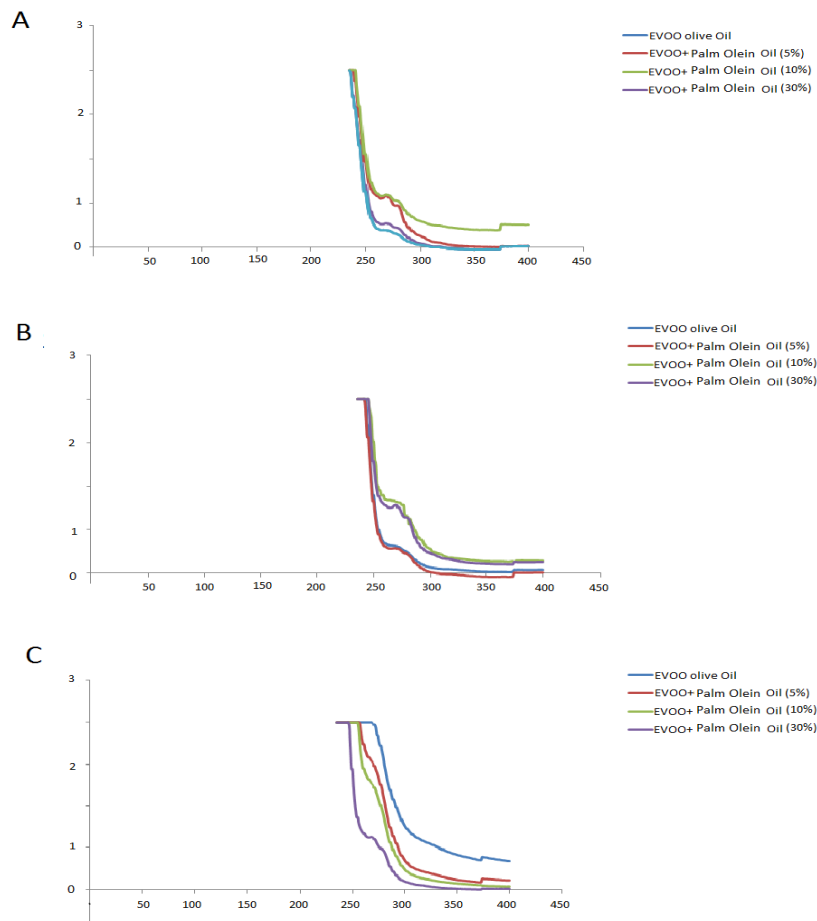 A
3
2
1
0
50 100 150 200 250 300 350 400 450
EVOO olive Oil
EVOO+ Palm Olein Oil (5%)
EVOO+ Palm Olein Oil (10%)
EVOO+ Palm Olein Oil (30%)
B
3
2
1
0
50 100 150 200 250 300 350 400 450
EVOO olive Oil
EVOO+ Palm Olein Oil (5%)
EVOO+ Palm Olein Oil (10%)
EVOO+ Palm Olein Oil (30%)
C
3
2
1
0
50 100 150 200 250 300 350 400 450
EVOO olive Oil
EVOO+ Palm Olein Oil (5%)
EVOO+ Palm Olein Oil (10%)
EVOO+ Palm Olein Oil (30%)